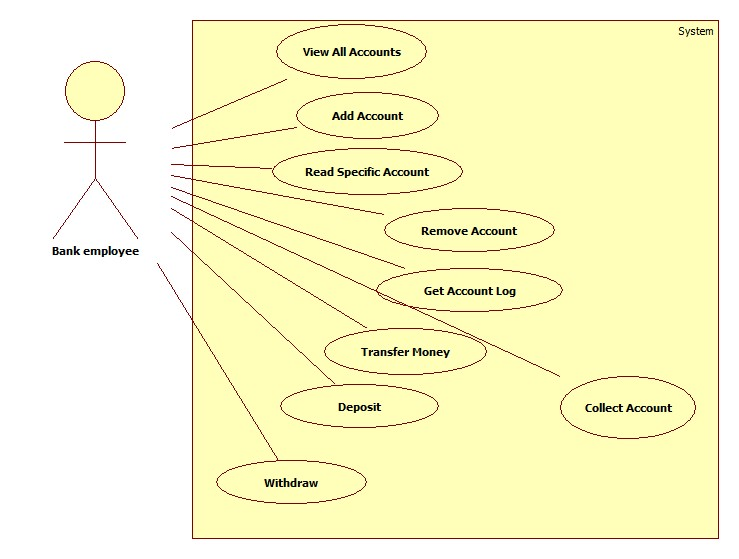 System
View All Accounts
Add Account
Read Specific Account
Remove Account
Bank employee
Get Account Log
Transfer Money
Deposit
Collect Account
Withdraw